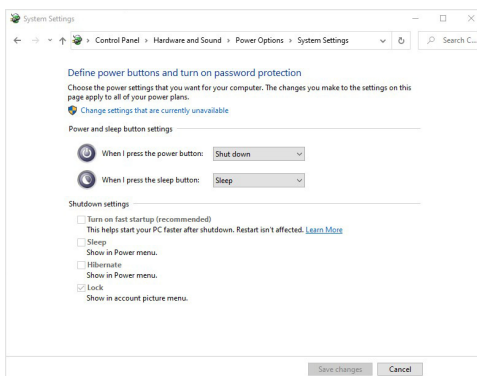 System Settings
Control Panel > Hardware and Sound > Power Options > System Settings
Search C...
Define power buttons and turn on password protection
Choose the power settings that you want for your computer. The changes you make to the settings on this
page apply to all of your power plans.
Change settings that are currently unavailable
Power and sleep button settings
When I press the power button: Shut down
When I press the sleep button: Sleep
Shutdown settings
Turn on fast startup (recommended)
This helps start your PC faster after shutdown. Restart isn't affected. Learn More
Sleep
Show in Power menu.
Hibernate
Show in Power menu.
Lock
Show in account picture menu.
Save changes Cancel